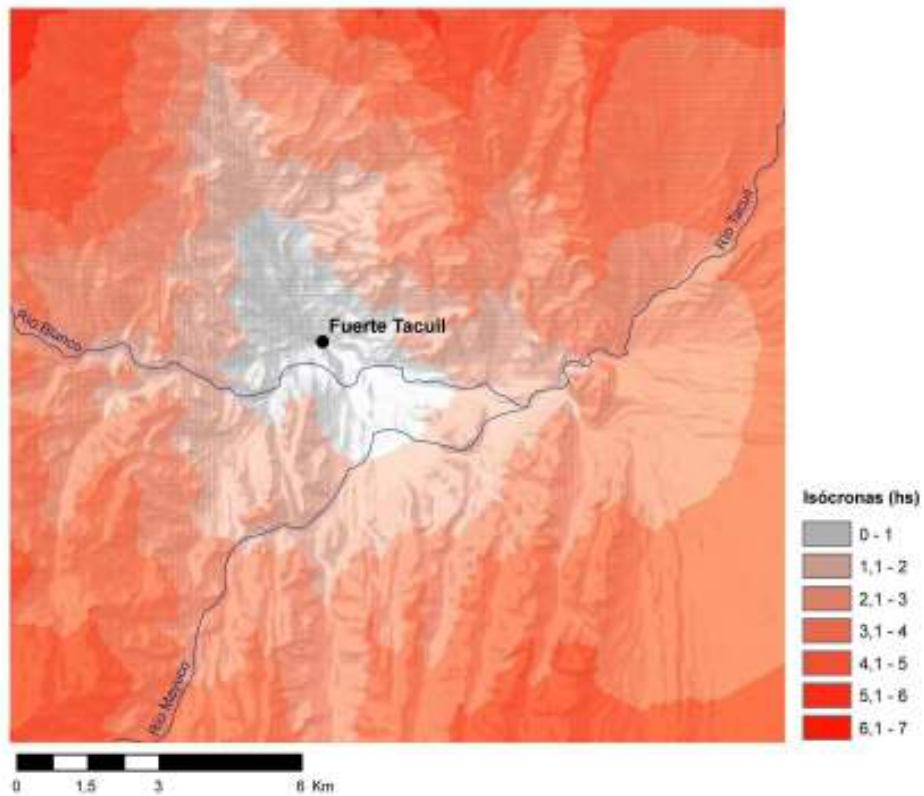 Río Tacuil
Río Blanco
Fuerte Tacuil
Río Mayuco
Isócronas (hs)
0 - 1
1,1 - 2
2,1 - 3
3,1 - 4
4,1 - 5
5,1 - 6
6,1 - 7
0 1,5 3 6 Km